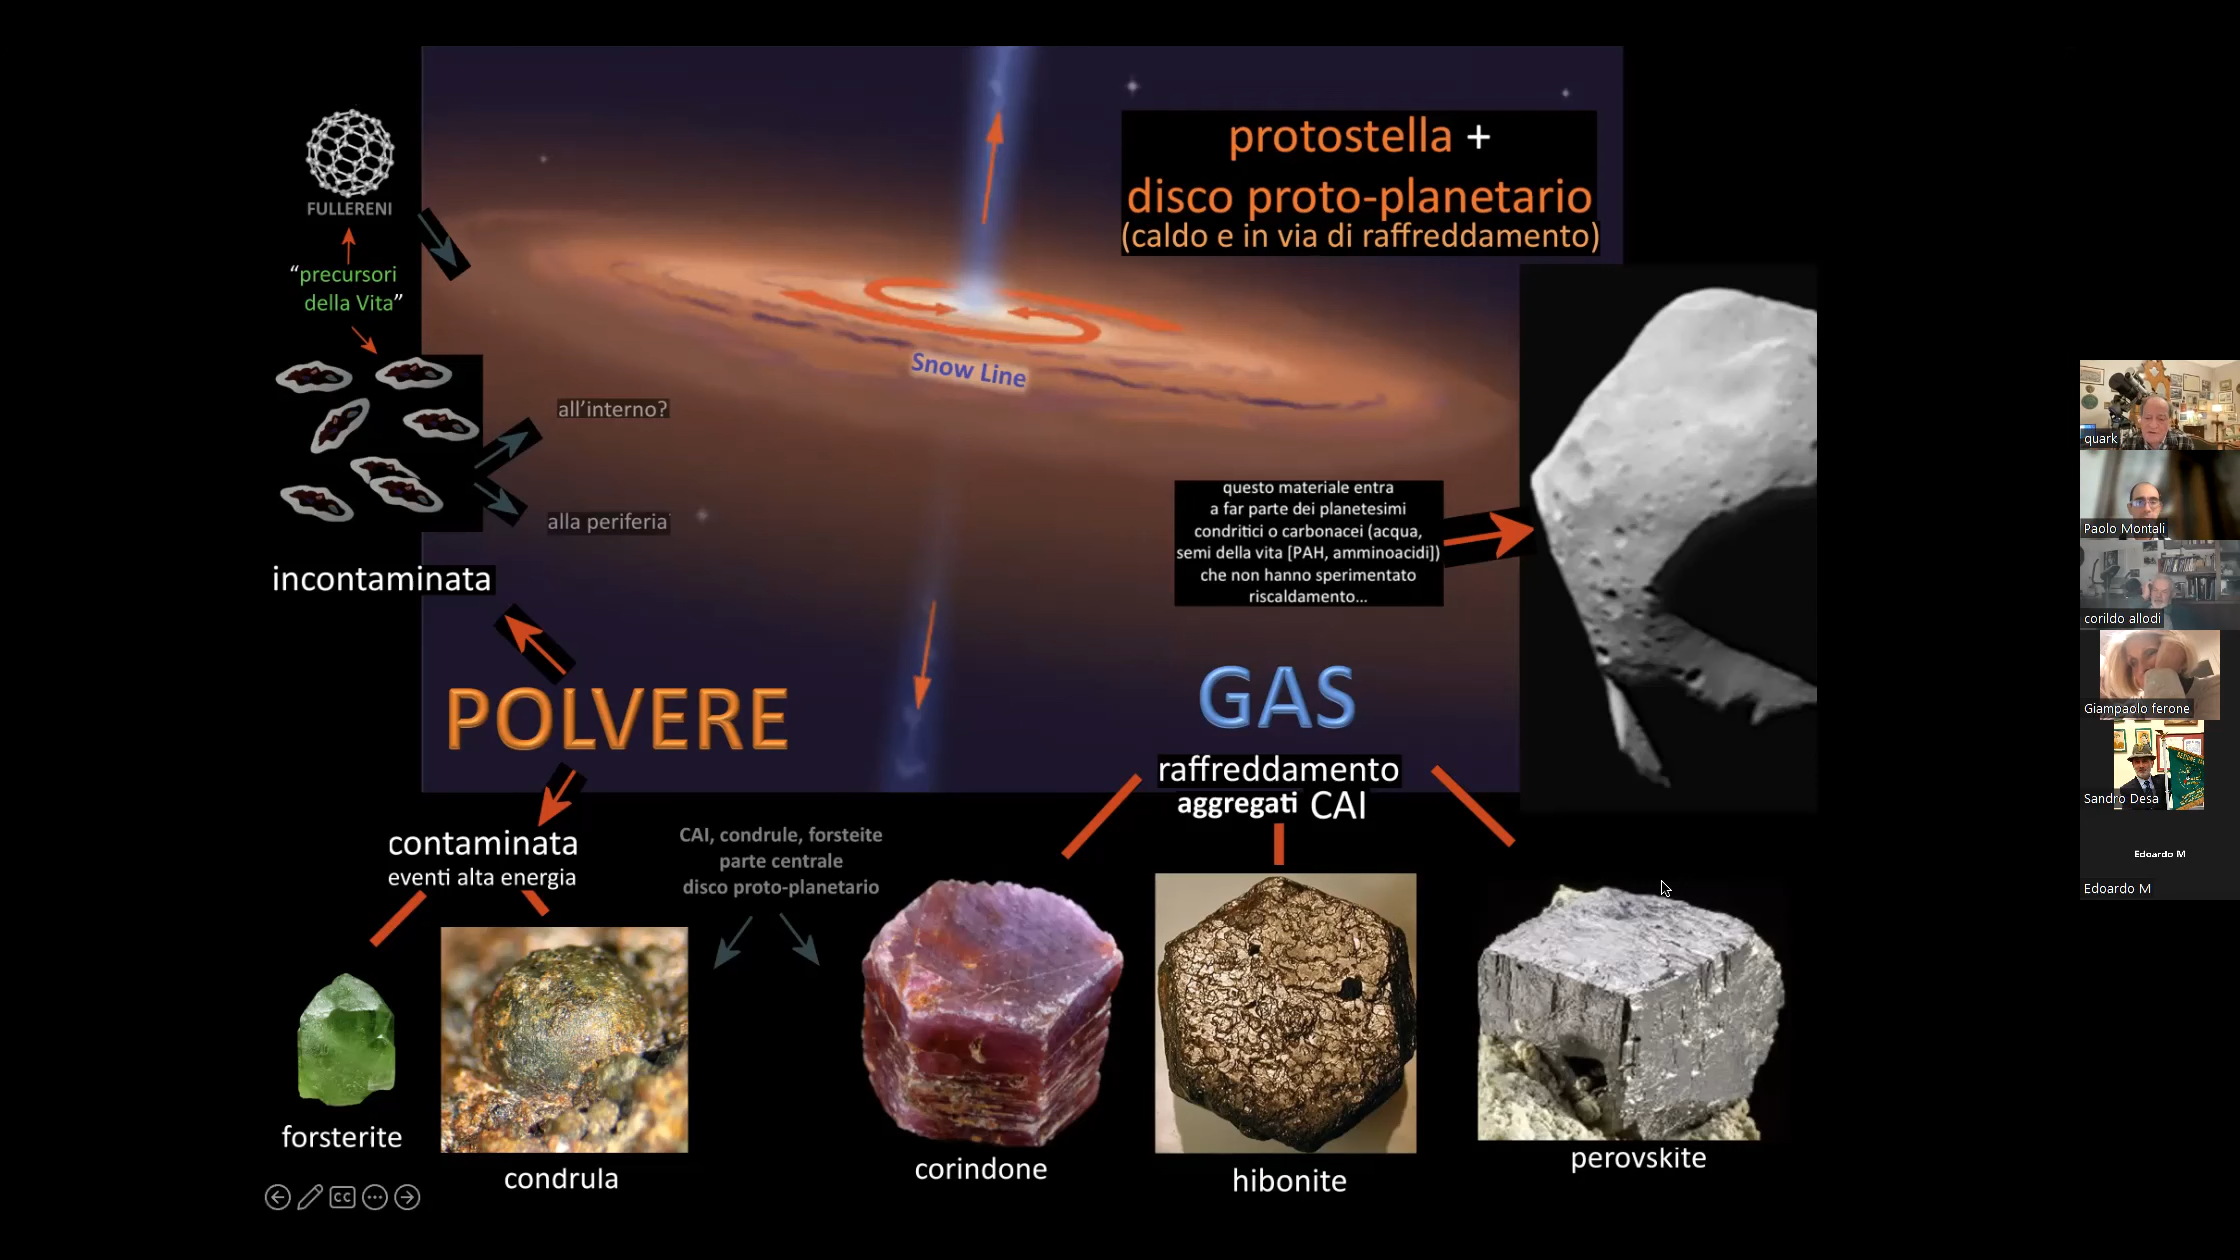 protostella +
disco proto-planetario
(caldo e in via di raffreddamento)
FULLERENI
“precursori
della Vita”
Snow Line
all’interno?
alla periferia
incontaminata
questo materiale entra
a far parte dei planetesimi
condritici o carbonacei (acqua,
semi della vita [PAH, amminoacidi])
che non hanno sperimentato
riscaldamento...
POLVERE
GAS
raffreddamento
aggregati CAI
contaminata
eventi alta energia
CAI, condrule, forsteite
parte centrale
disco proto-planetario
forsterite
condrula
corindone
hibonite
perovskite
CC
quark
Paolo Montali
corildo allodi
Giampaolo ferone
Sandro Desa
Edoardo M
Edoardo M